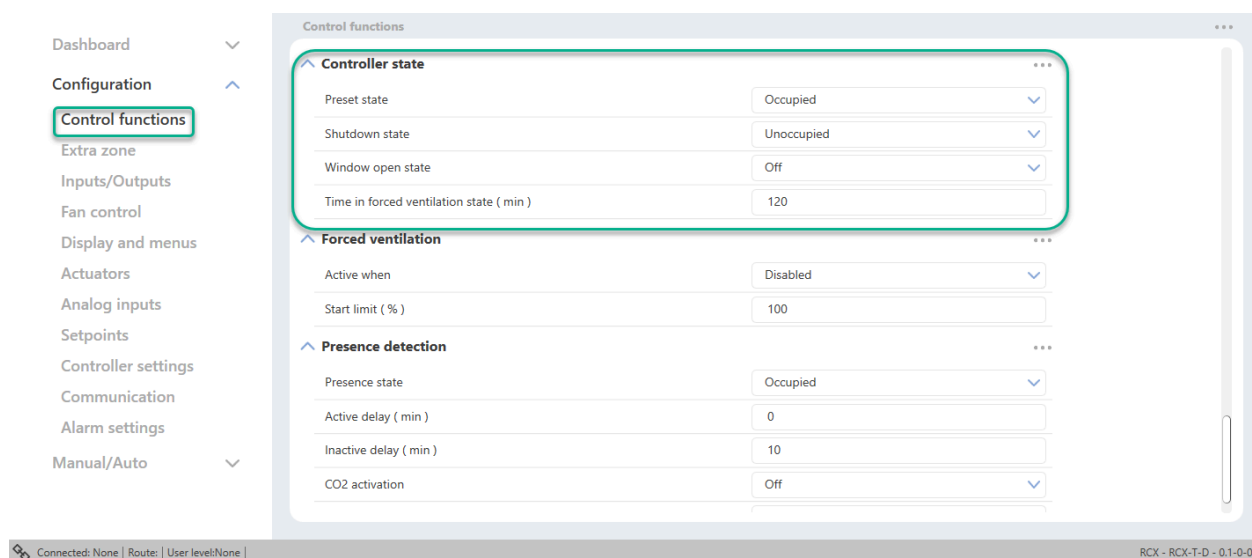 Control functions
Dashboard
Configuration
Control functions
Extra zone
Inputs/Outputs
Fan control
Display and menus
Actuators
Analog inputs
Setpoints
Controller settings
Communication
Alarm settings
Manual/Auto
Controller state
Preset state Occupied
Shutdown state Unoccupied
Window open state Off
Time in forced ventilation state ( min ) 120
Forced ventilation
Active when Disabled
Start limit ( % ) 100
Presence detection
Presence state Occupied
Active delay ( min ) 0
Inactive delay ( min ) 10
CO2 activation Off
Connected: None | Route: | User level:None | RCX - RCX-T-D - 0.1-0-0